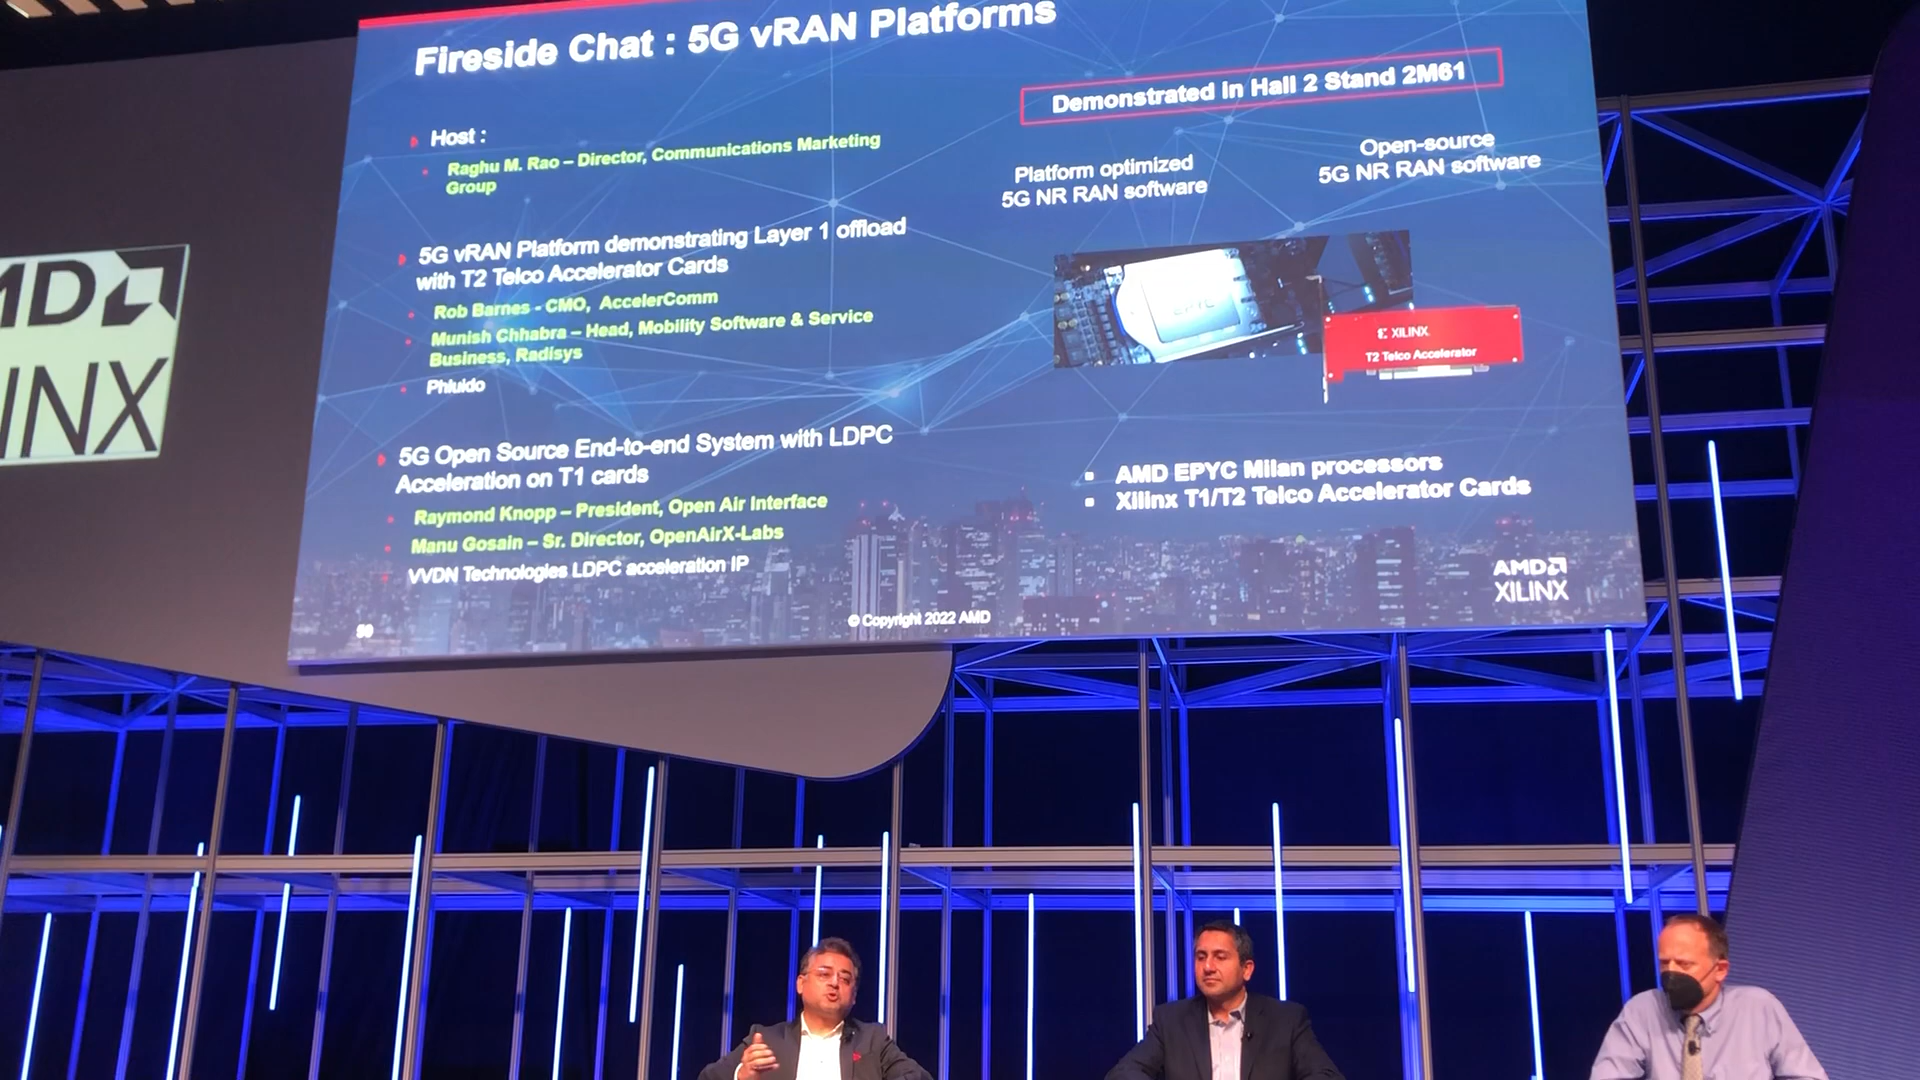 Fireside Chat : 5G vRAN Platforms
Demonstrated in Hall 2 Stand 2M61
Host :
Raghu M. Rao – Director, Communications Marketing
Group
5G vRAN Platform demonstrating Layer 1 offload
with T2 Telco Accelerator Cards
Rob Barnes - CMO, AccelerComm
Munish Chhabra – Head, Mobility Software & Service
Business, Radisys
Phluido
5G Open Source End-to-end System with LDPC
Acceleration on T1 cards
Raymond Knopp – President, Open Air Interface
Manu Gosain – Sr. Director, OpenAirX-Labs
VVDN Technologies LDPC acceleration IP
Platform optimized
5G NR RAN software
Open-source
5G NR RAN software
EPYC
XILINX
T2 Telco Accelerator
AMD EPYC Milan processors
Xilinx T1/T2 Telco Accelerator Cards
AMD
XILINX
© Copyright 2022 AMD
MD
INX